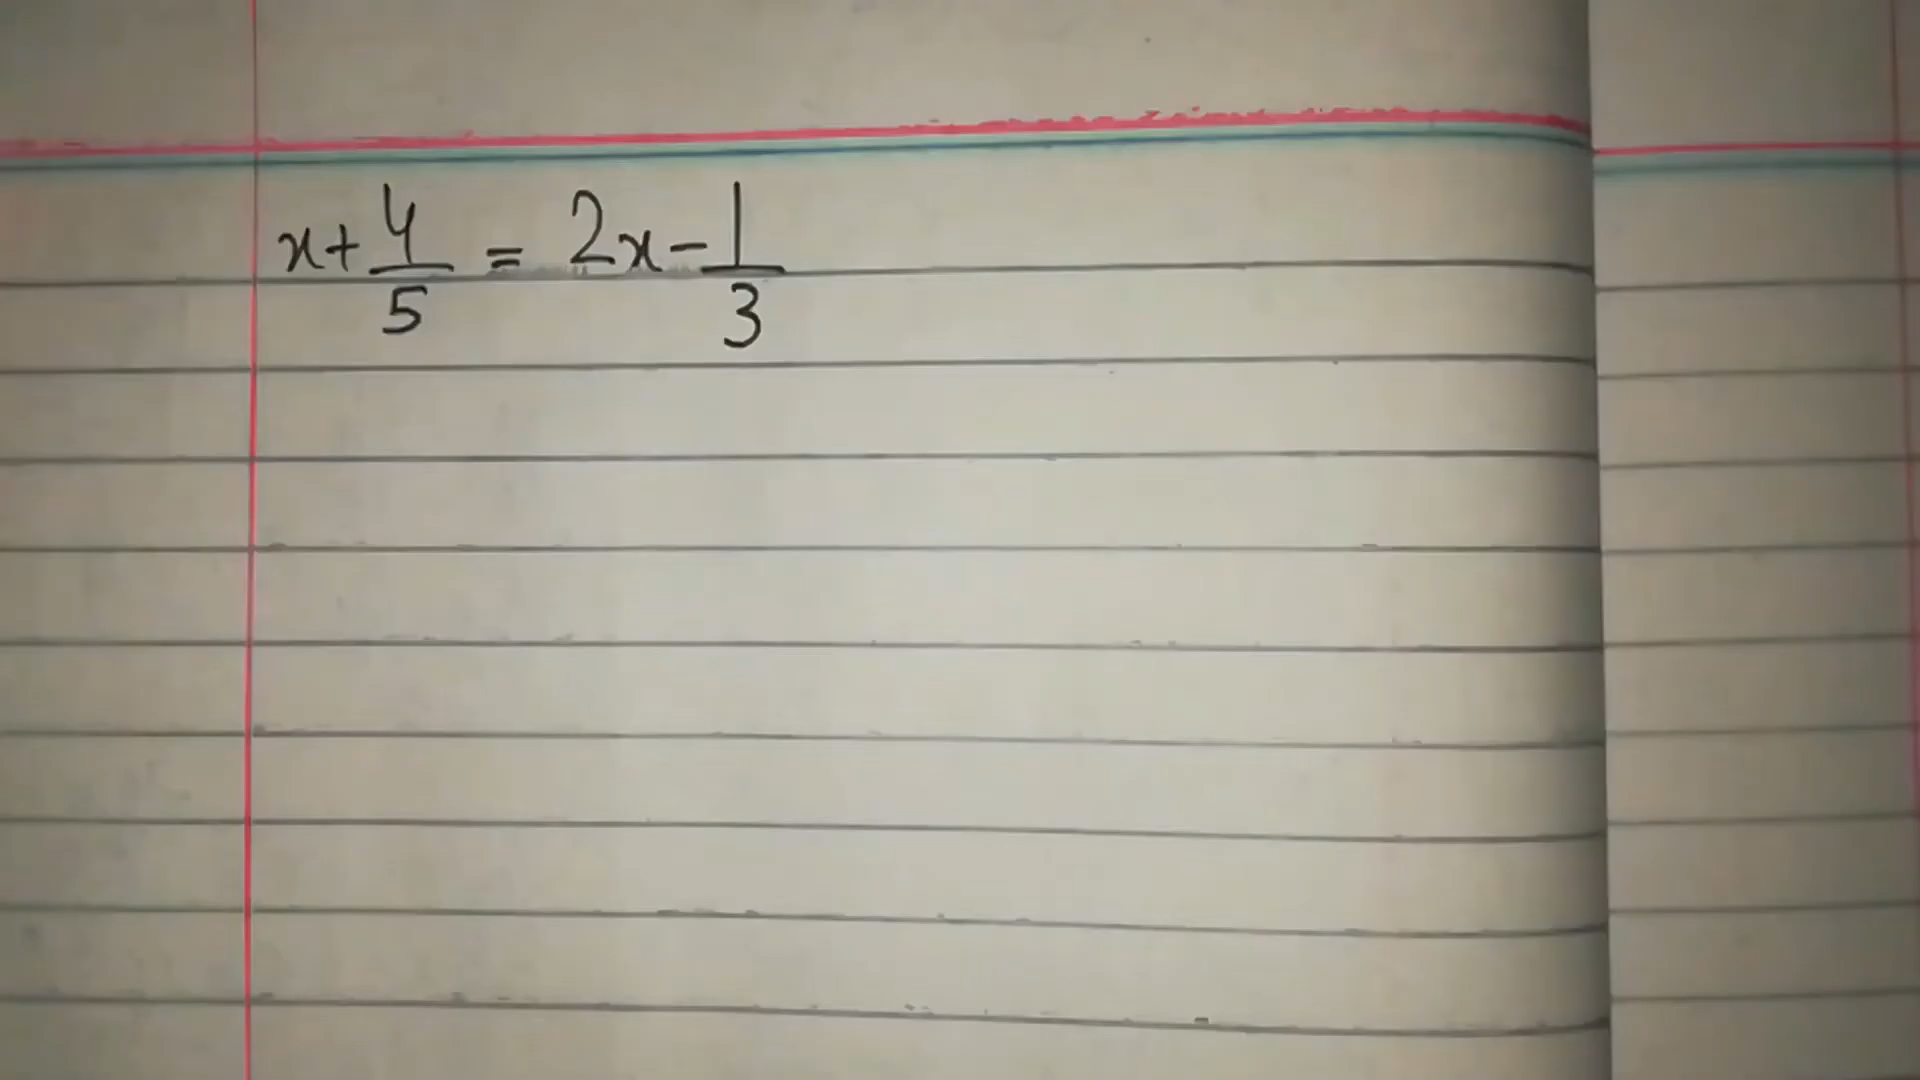 x + 4/5 = 2x - 1/3